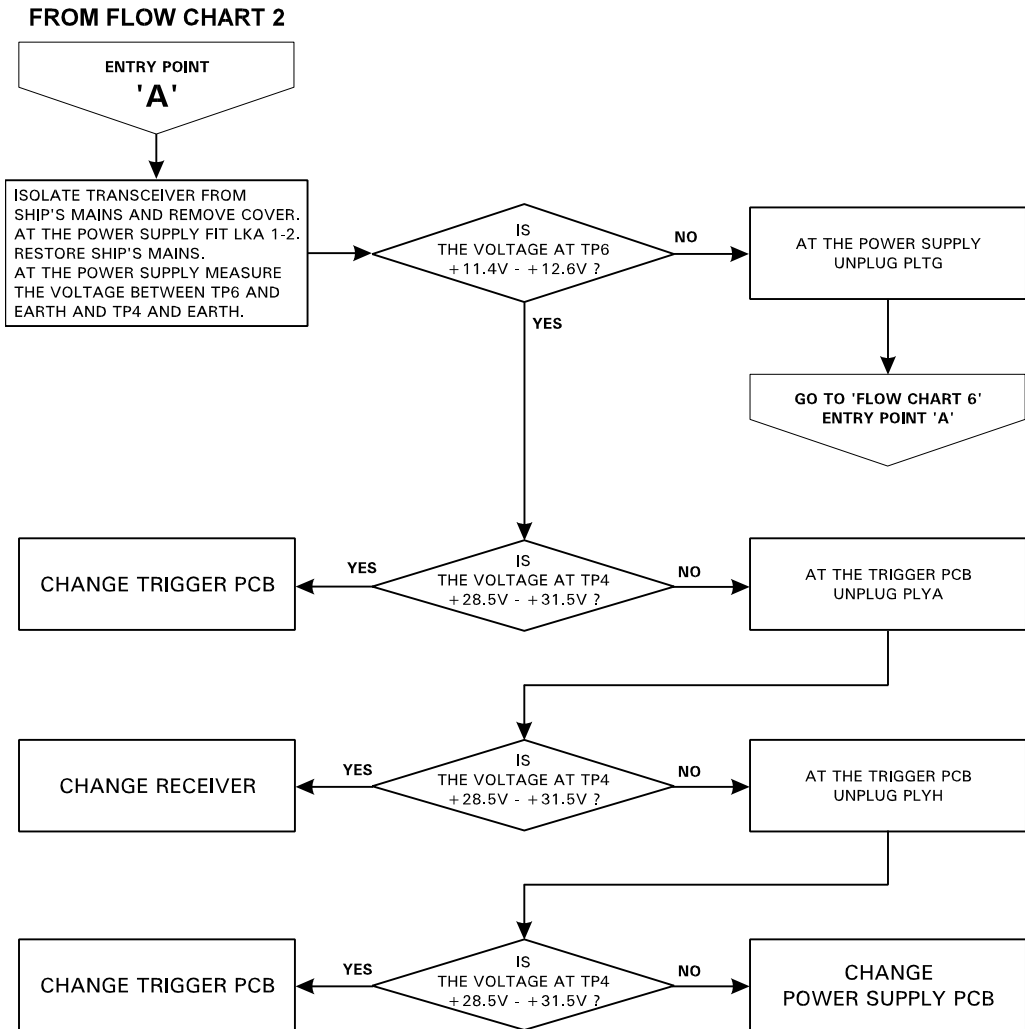 FROM FLOW CHART 2
ENTRY POINT
'A'
ISOLATE TRANSCEIVER FROM
SHIP'S MAINS AND REMOVE COVER.
AT THE POWER SUPPLY FIT LKA 1-2.
RESTORE SHIP'S MAINS.
AT THE POWER SUPPLY MEASURE
THE VOLTAGE BETWEEN TP6 AND
EARTH AND TP4 AND EARTH.
IS
THE VOLTAGE AT TP6
+11.4V - +12.6V ?
NO
AT THE POWER SUPPLY
UNPLUG PLTG
YES
GO TO 'FLOW CHART 6'
ENTRY POINT 'A'
CHANGE TRIGGER PCB
YES
IS
THE VOLTAGE AT TP4
+28.5V - +31.5V ?
NO
AT THE TRIGGER PCB
UNPLUG PLYA
CHANGE RECEIVER
YES
IS
THE VOLTAGE AT TP4
+28.5V - +31.5V ?
NO
AT THE TRIGGER PCB
UNPLUG PLYH
CHANGE TRIGGER PCB
YES
IS
THE VOLTAGE AT TP4
+28.5V - +31.5V ?
NO
CHANGE
POWER SUPPLY PCB